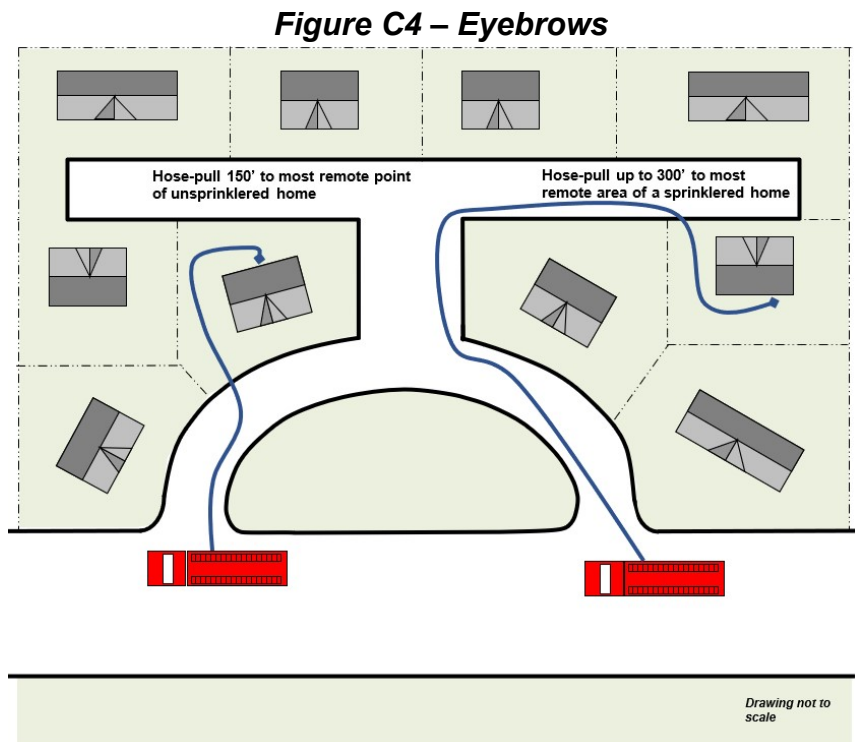 Figure C4 – Eyebrows
Hose-pull 150' to most remote point
of unsprinklered home
Hose-pull up to 300' to most
remote area of a sprinklered home
Drawing not to
scale